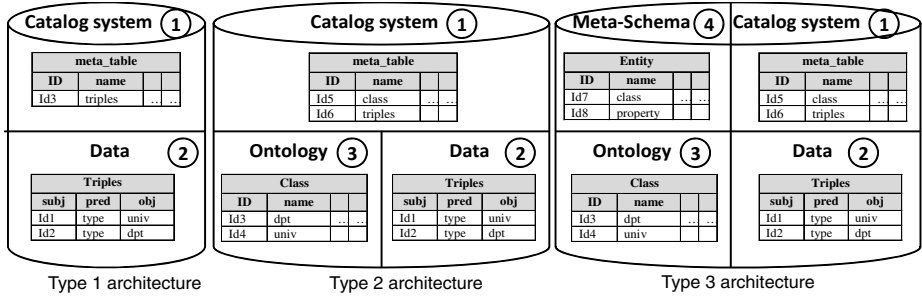 Catalog system 1
meta_table
ID name
Id3 triples ... ...
Data 2
Triples
subj pred obj
Id1 type univ
Id2 type dpt
Type 1 architecture
Catalog system 1
meta_table
ID name
Id5 class ... ...
Id6 triples
Ontology 3
Class
ID name
Id3 dpt ... ...
Id4 univ
Data 2
Triples
subj pred obj
Id1 type univ
Id2 type dpt
Type 2 architecture
Meta-Schema 4
Entity
ID name
Id7 class ... ...
Id8 property
Catalog system 1
meta_table
ID name
Id5 class ... ...
Id6 triples
Ontology 3
Class
ID name
Id3 dpt ... ...
Id4 univ
Data 2
Triples
subj pred obj
Id1 type univ
Id2 type dpt
Type 3 architecture